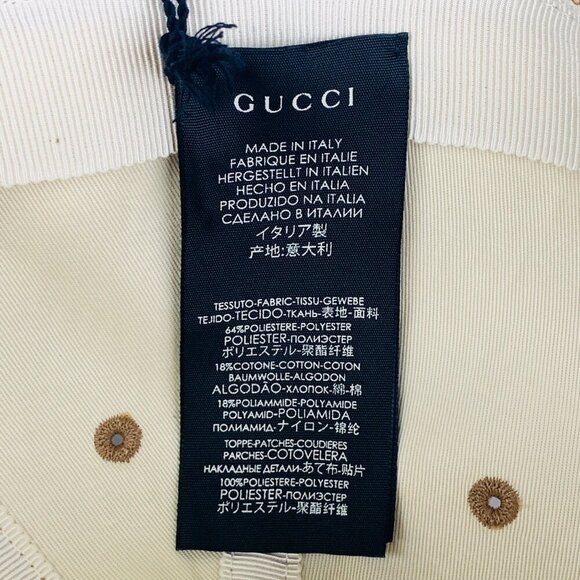 GUCCI
MADE IN ITALY
FABRIQUE EN ITALIE
HERGESTELLT IN ITALIEN
HECHO EN ITALIA
PRODUZIDO NA ITALIA
СДЕЛАНО В ИТАЛИИ
イタリア製
产地:意大利
TESSUTO-FABRIC-TISSU-GEWEBE
TEJIDO-TECIDO-ТКАНЬ-表地-面料
64%POLIESTERE-POLYESTER
POLIESTER-ПОЛИЭСТЕР
ポリエステル-聚酯纤维
18%COTONE-COTTON-COTON
BAUMWOLLE-ALGODON
ALGODÃO-ХЛОПОК-綿-棉
18%POLIAMMIDE-POLYAMIDE
POLYAMID-POLIAMIDA
ПОЛИАМИД-ナイロン-锦纶
TOPPE-PATCHES-COUDIERES
PARCHES-COTOVELERA
НАКЛАДНЫЕ ДЕТАЛИ-あて布-贴片
100%POLIESTERE-POLYESTER
POLIESTER-ПОЛИЭСТЕР
ポリエステル-聚酯纤维